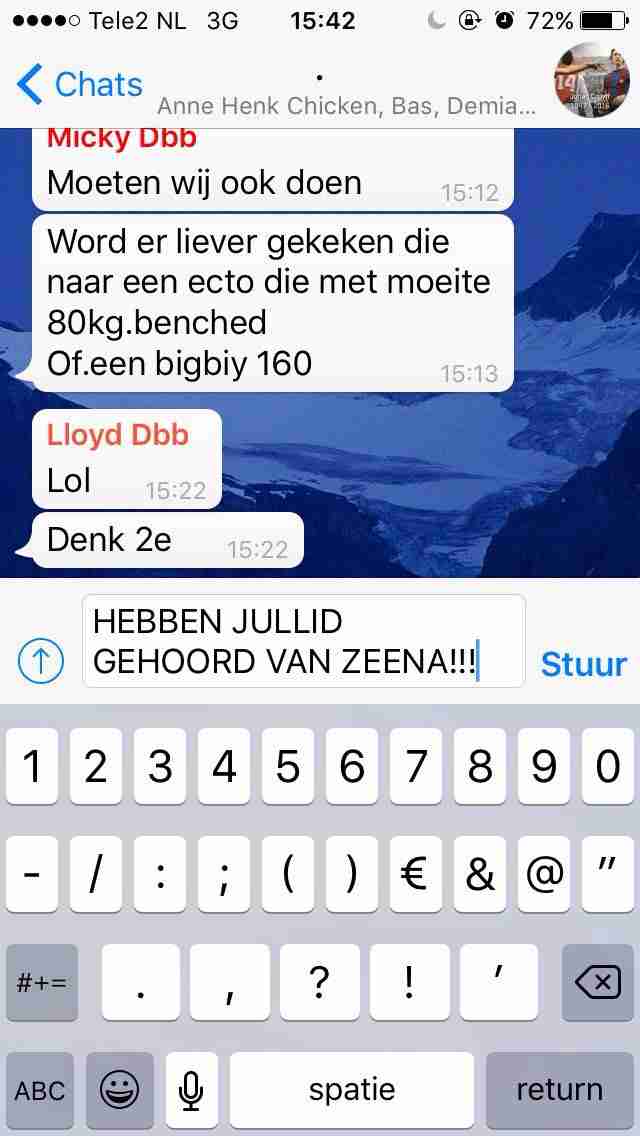 Tele2 NL 3G 15:42 72%
Chats
.
Anne Henk Chicken, Bas, Demia...
14
Micky Dbb
Moeten wij ook doen 15:12
Word er liever gekeken die
naar een ecto die met moeite
80kg.benched
Of.een bigbiy 160 15:13
Lloyd Dbb
Lol 15:22
Denk 2e 15:22
HEBBEN JULLID
GEHOORD VAN ZEENA!!!
Stuur
1 2 3 4 5 6 7 8 9 0
- / : ; ( ) € & @ "
#+= . , ? ! '
ABC spatie return